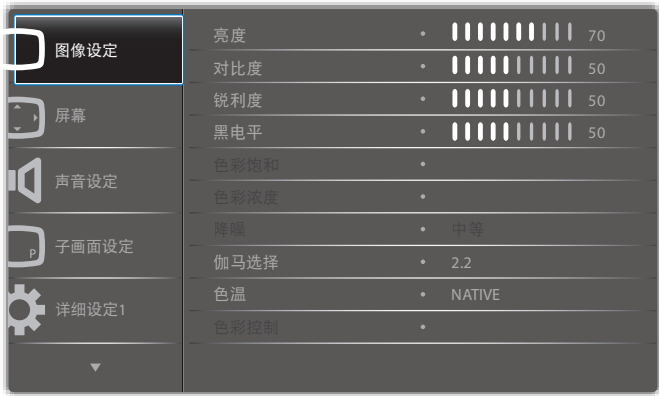 图像设定
屏幕
声音设定
P
子画面设定
详细设定1
亮度 • 70
对比度 • 50
锐利度 • 50
黑电平 • 50
色彩饱和 •
色彩浓度 •
降噪 • 中等
伽马选择 • 2.2
色温 • NATIVE
色彩控制 •